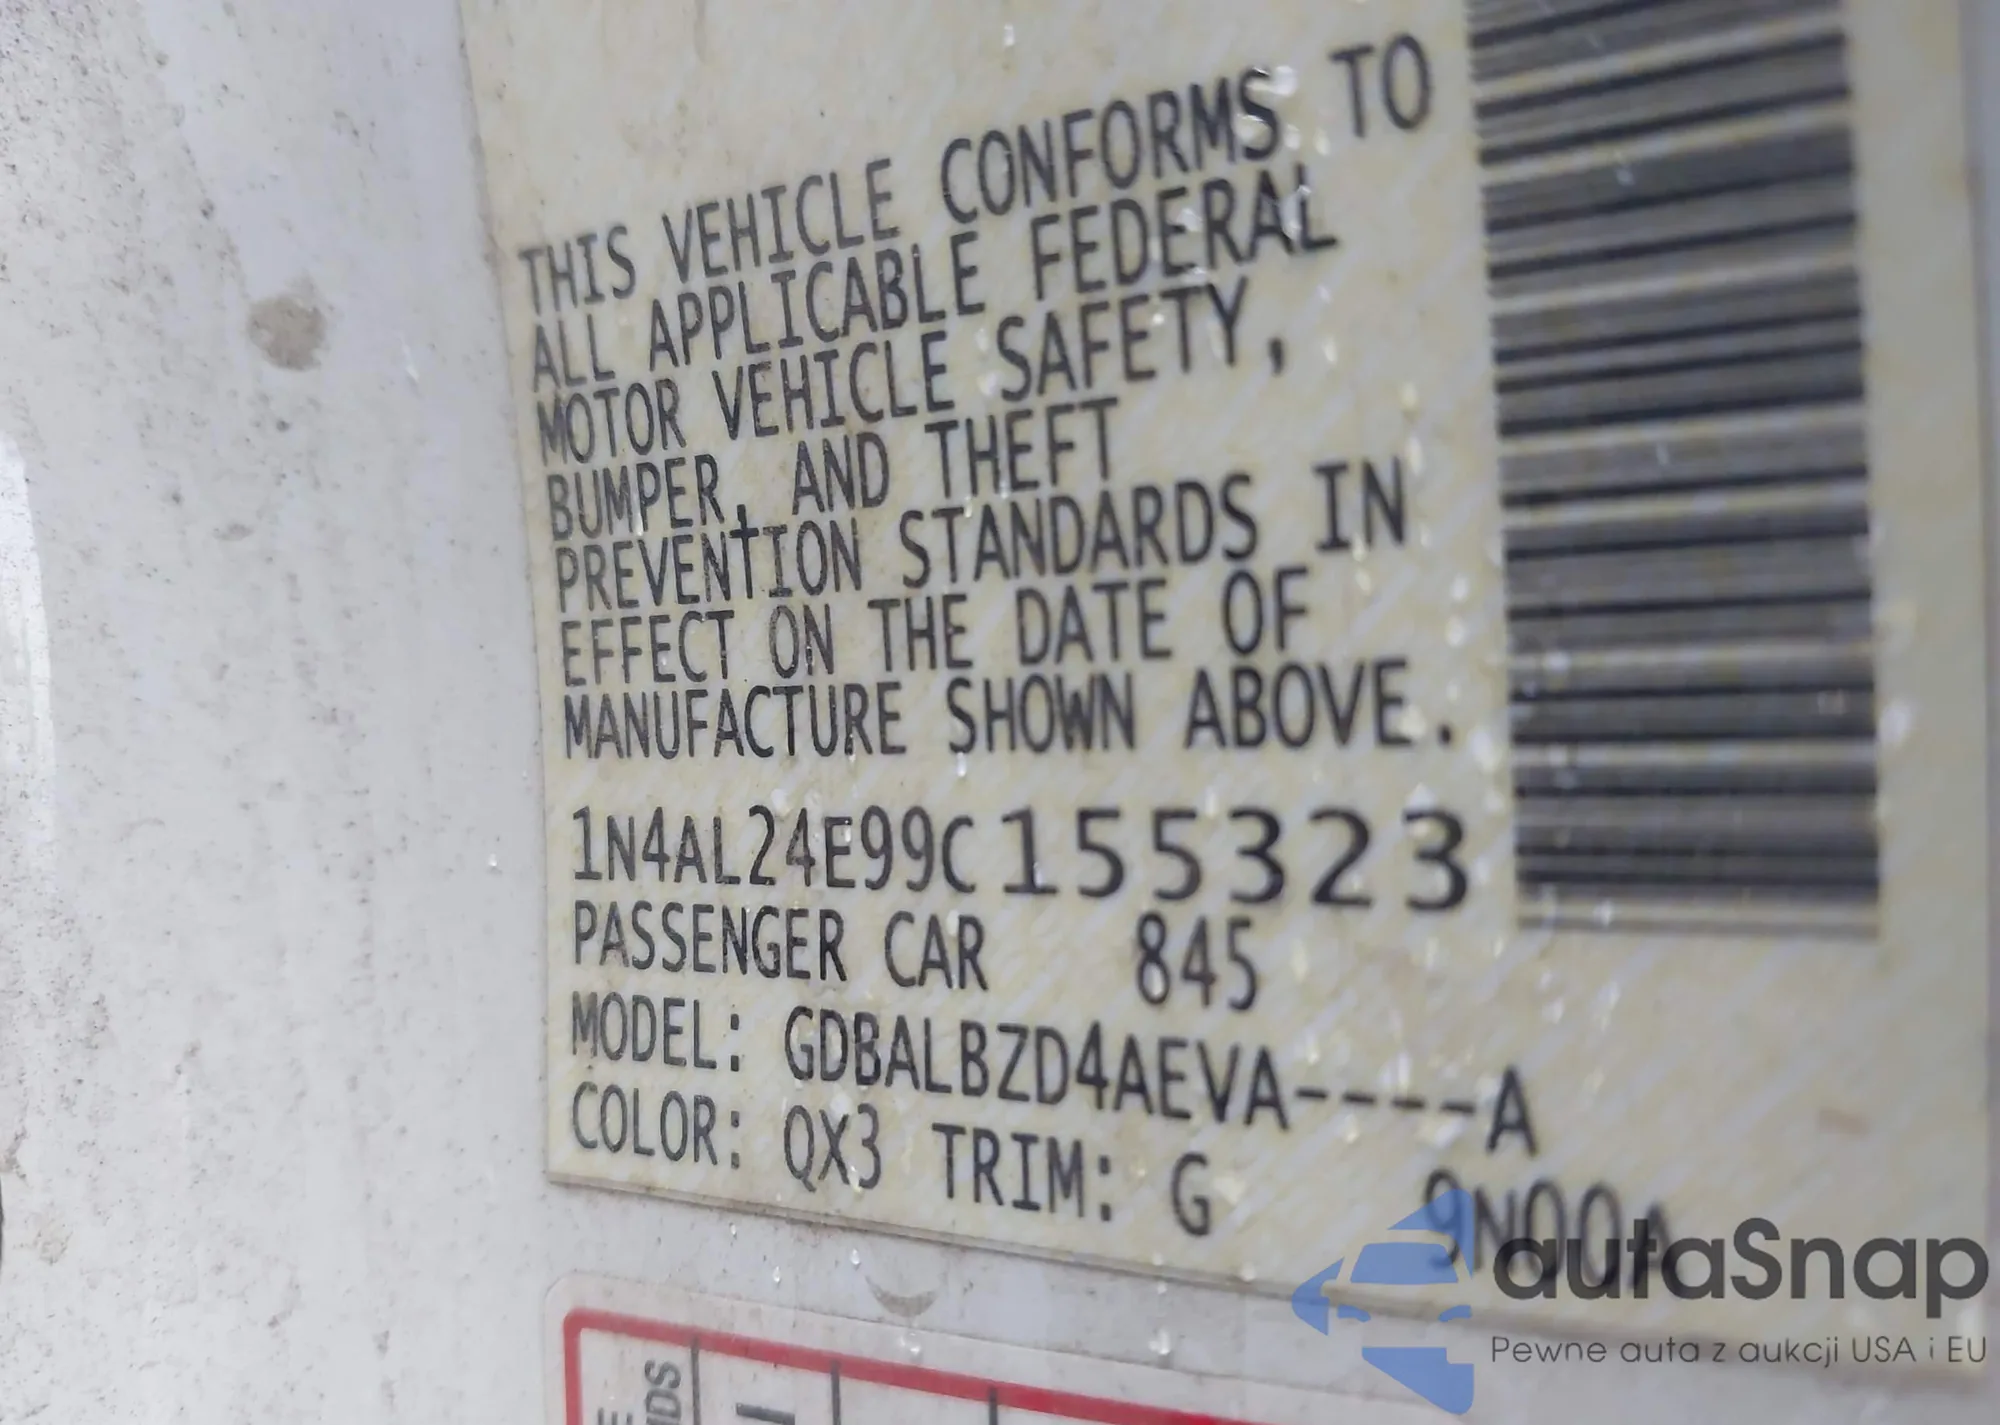 THIS VEHICLE CONFORMS TO
ALL APPLICABLE FEDERAL
MOTOR VEHICLE SAFETY,
BUMPER, AND THEFT
PREVENTION STANDARDS IN
EFFECT ON THE DATE OF
MANUFACTURE SHOWN ABOVE.
1N4AL24E99C155323
PASSENGER CAR 845
MODEL: GDBALBZD4AEVA----A
COLOR: QX3 TRIM: G 9N00A
autaSnap
Pewne auta z aukcji USA i EU